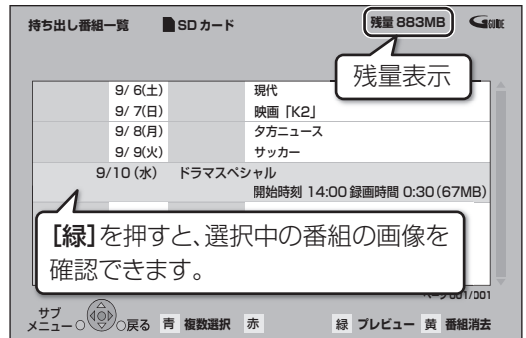 持ち出し番組一覧 SDカード 残量 883MB GGUIDE
残量表示
9/ 6(土) 現代
9/ 7(日) 映画「K2」
9/ 8(月) 夕方ニュース
9/ 9(火) サッカー
9/10(水) ドラマスペシャル
開始時刻 14:00 録画時間 0:30(67MB)
[緑]を押すと、選択中の番組の画像を
確認できます。
ページ 001/001
サブ
メニュー 戻る 青 複数選択 赤 緑 プレビュー 黄 番組消去